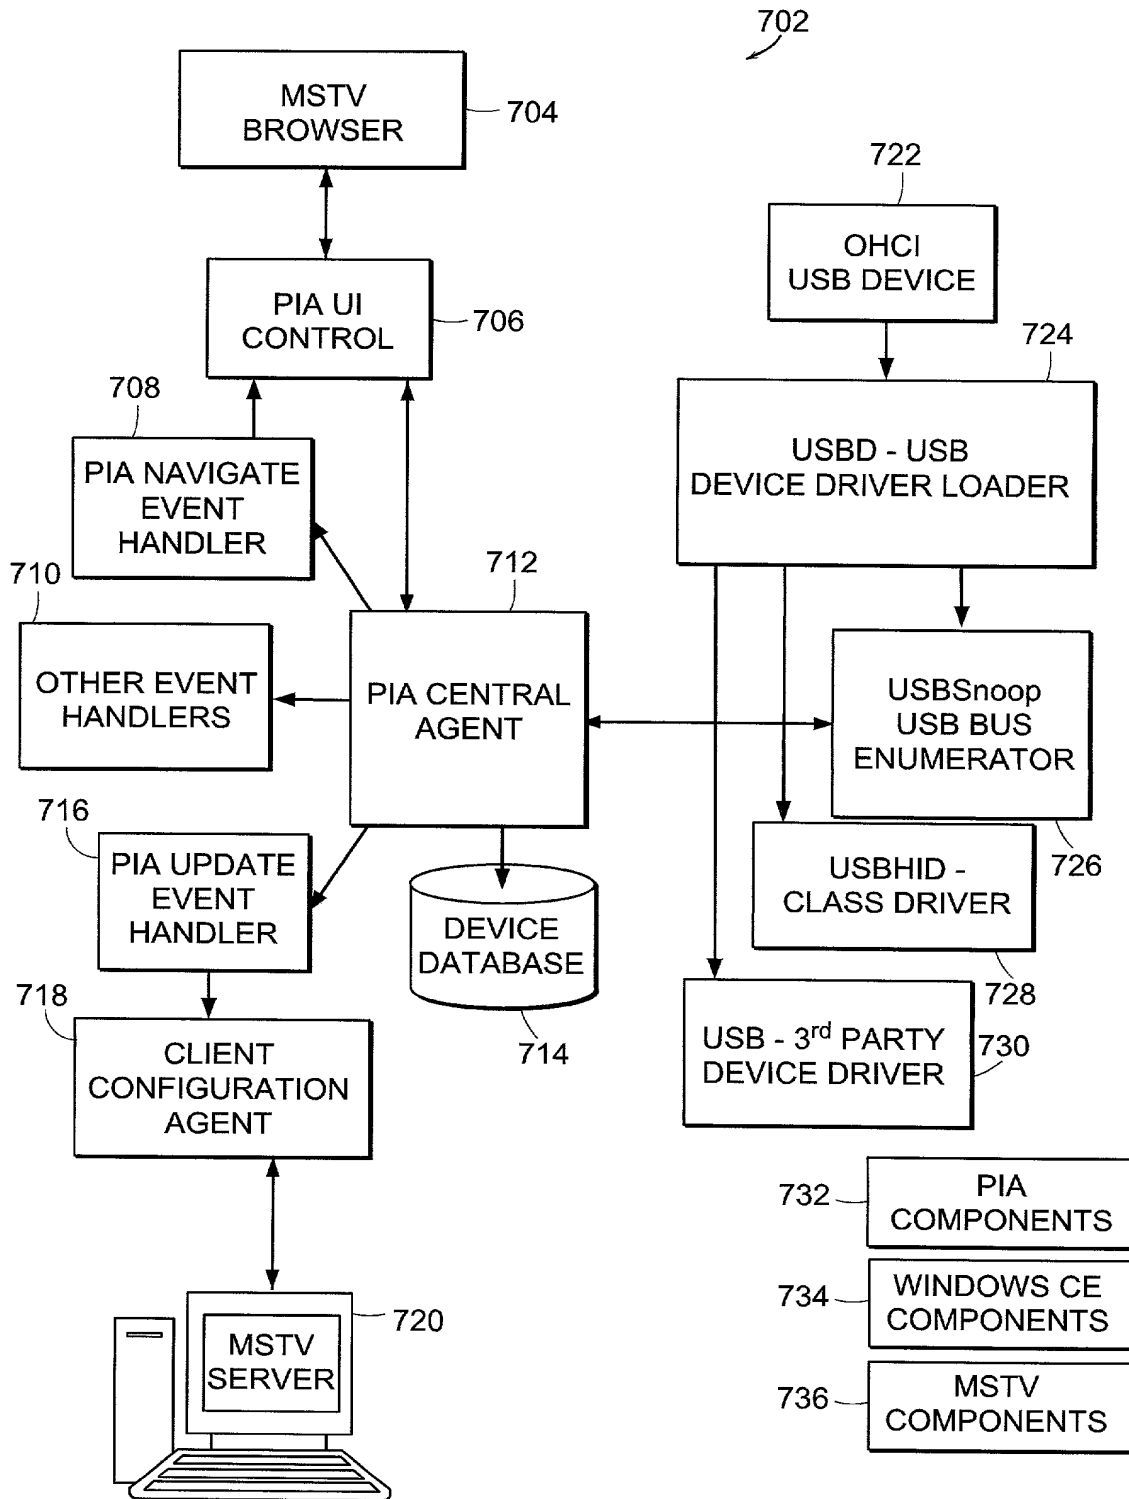 702
MSTV
BROWSER
704
722
OHCI
USB DEVICE
PIA UI
CONTROL
706
724
708
USBD - USB
DEVICE DRIVER LOADER
PIA NAVIGATE
EVENT
HANDLER
710
712
OTHER EVENT
HANDLERS
PIA CENTRAL
AGENT
USBSnoop
USB BUS
ENUMERATOR
726
716
PIA UPDATE
EVENT
HANDLER
USBHID -
CLASS DRIVER
728
DEVICE
DATABASE
714
718
CLIENT
CONFIGURATION
AGENT
USB - 3rd PARTY
DEVICE DRIVER
730
732
PIA
COMPONENTS
734
WINDOWS CE
COMPONENTS
736
MSTV
COMPONENTS
MSTV
SERVER
720